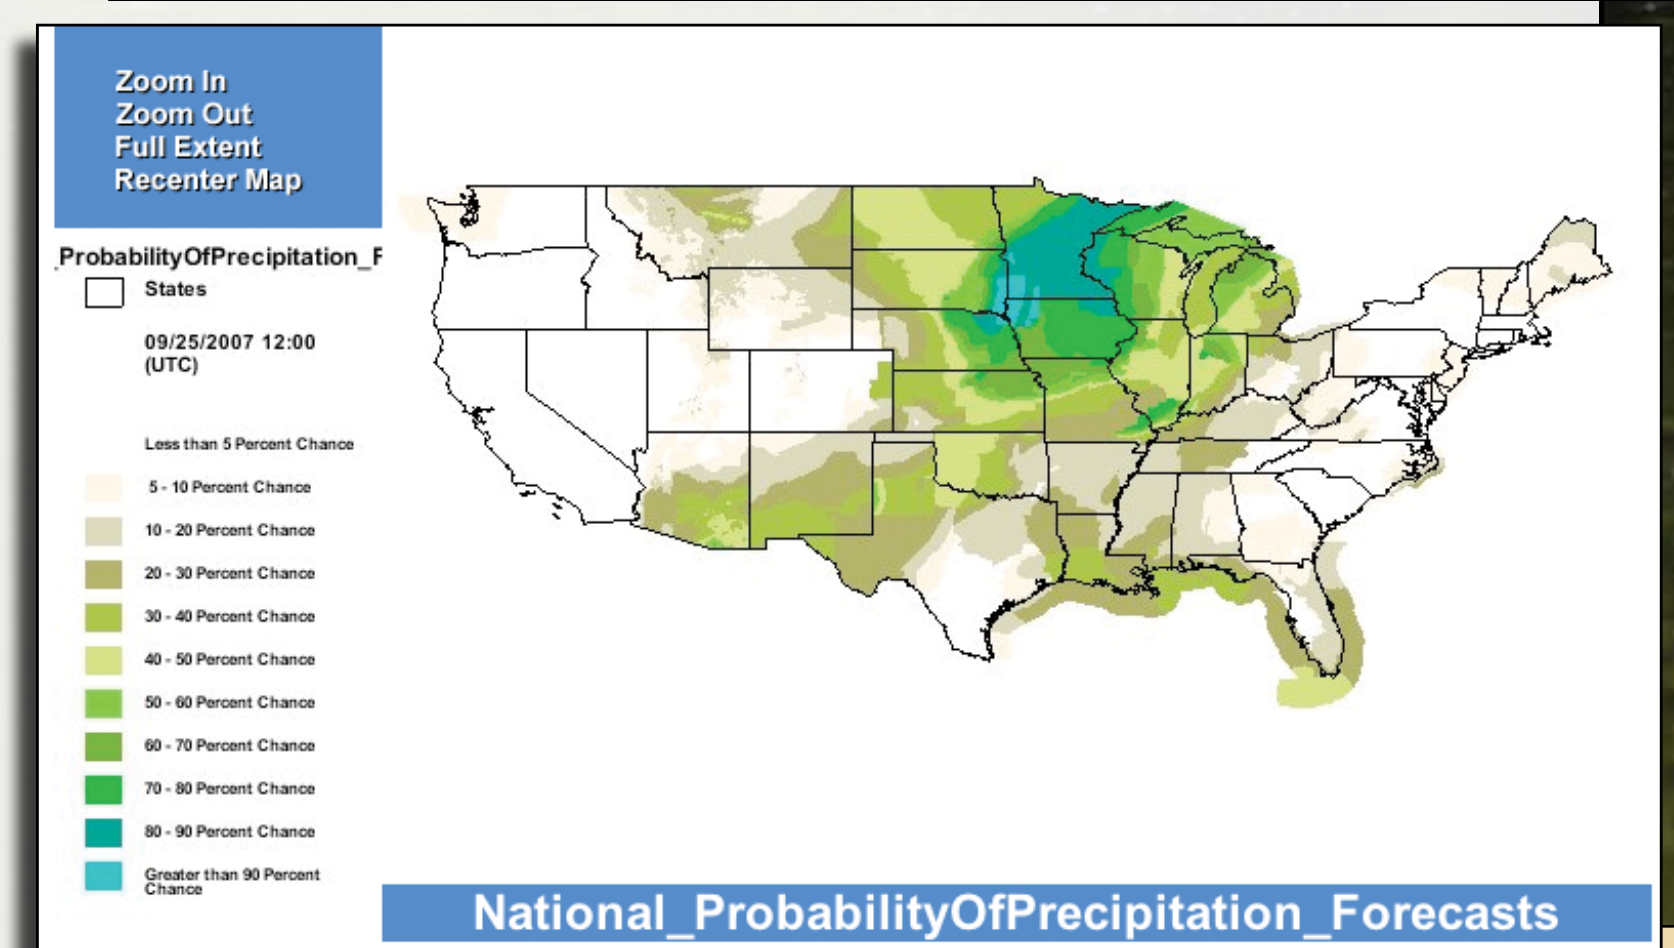 Zoom In
Zoom Out
Full Extent
Recenter Map
_ProbabilityOfPrecipitation_F
States
09/25/2007 12:00
(UTC)
Less than 5 Percent Chance
5 - 10 Percent Chance
10 - 20 Percent Chance
20 - 30 Percent Chance
30 - 40 Percent Chance
40 - 50 Percent Chance
50 - 60 Percent Chance
60 - 70 Percent Chance
70 - 80 Percent Chance
80 - 90 Percent Chance
Greater than 90 Percent
Chance
National_ProbabilityOfPrecipitation_Forecasts